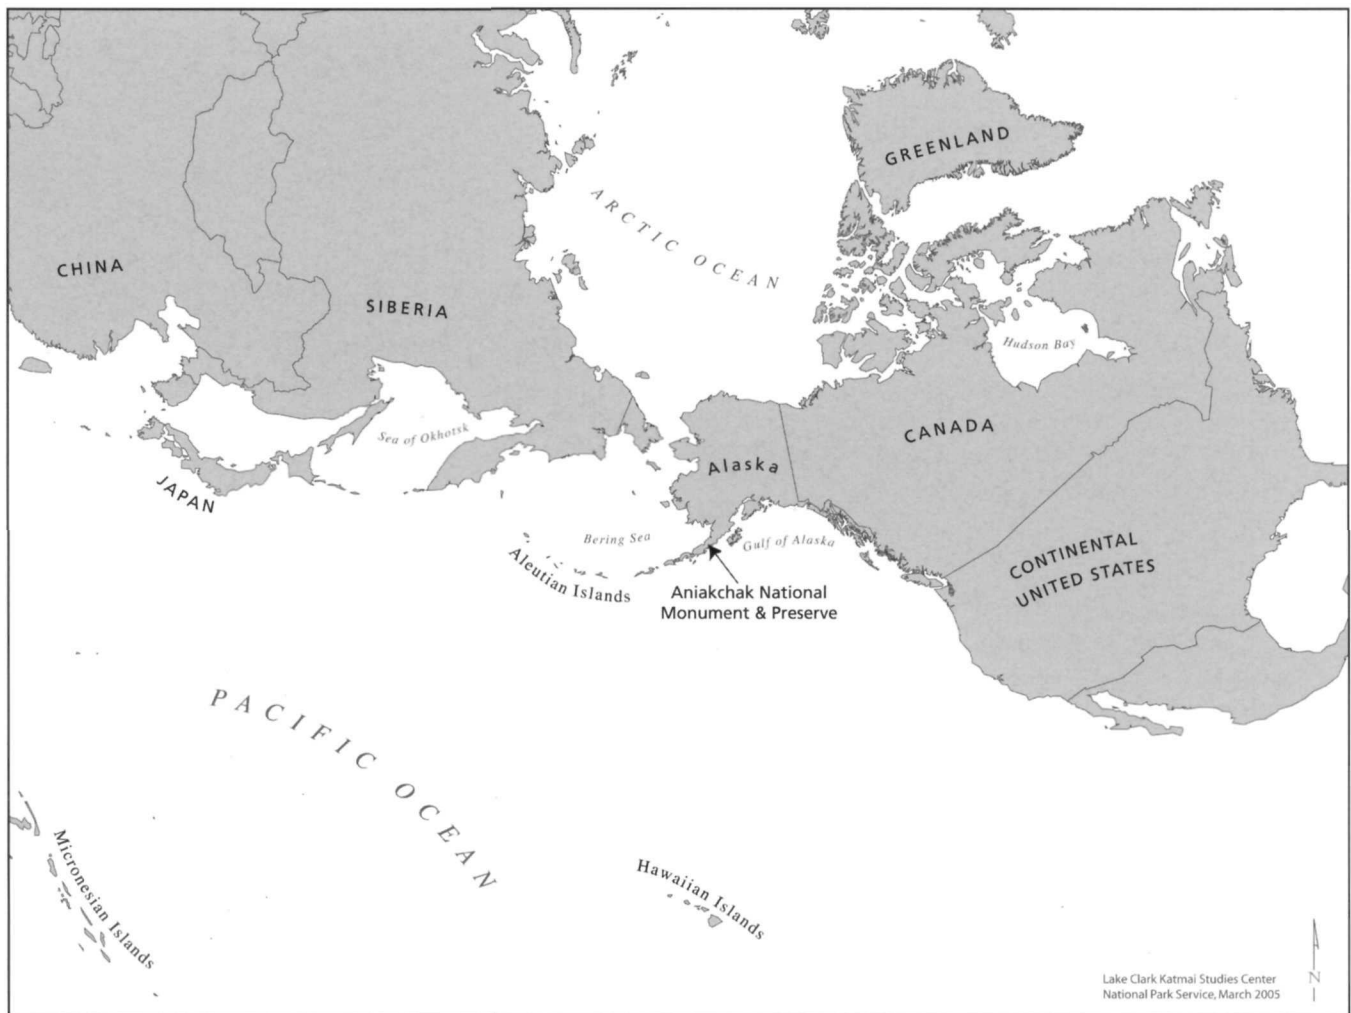 GREENLAND
ARCTIC OCEAN
CHINA
SIBERIA
Hudson Bay
CANADA
Sea of Okhotsk
Alaska
JAPAN
Bering Sea
Gulf of Alaska
Aleutian Islands
CONTINENTAL
UNITED STATES
Aniakchak National
Monument & Preserve
PACIFIC OCEAN
Micronesian Islands
Hawaiian Islands
N
Lake Clark Katmai Studies Center
National Park Service, March 2005